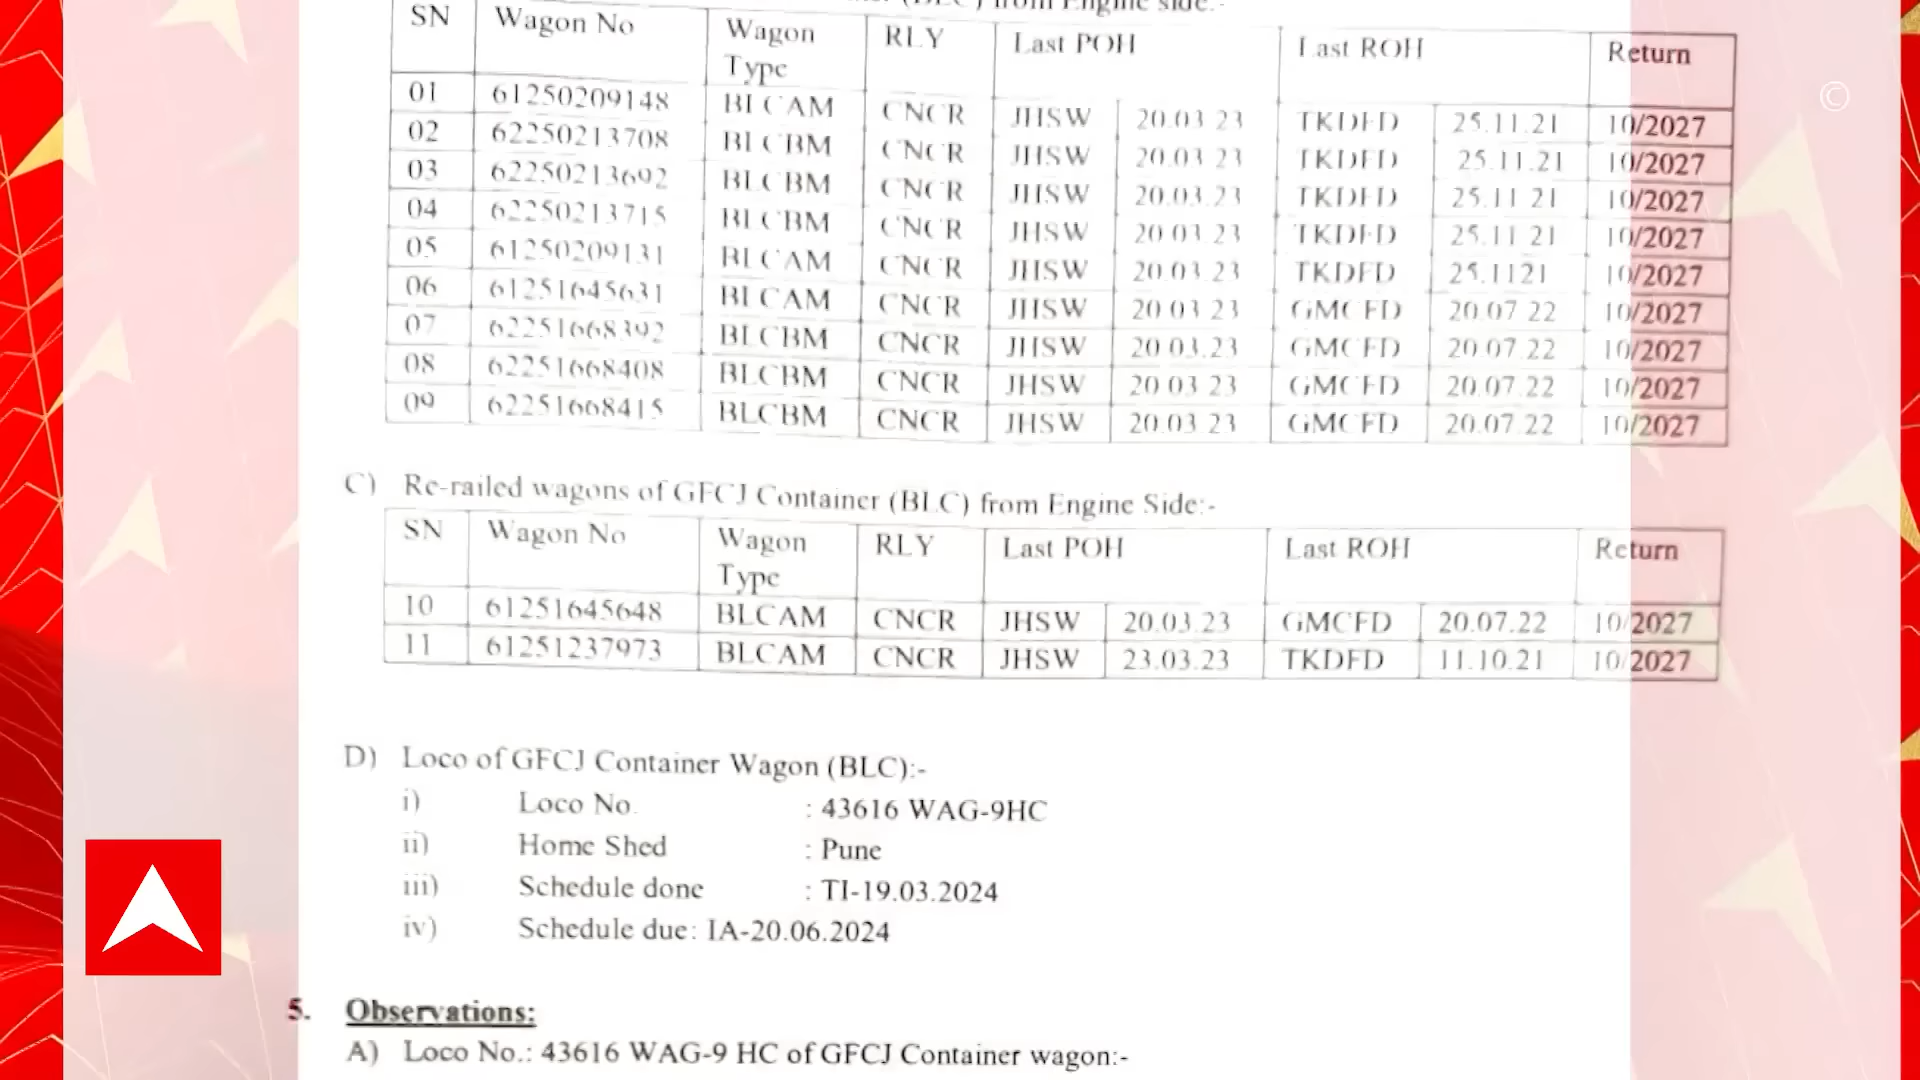 from Engine side:-
SN Wagon No Wagon Type RLY Last POH Last ROH Return
01 61250209148 BLCAM CNCR JHSW 20.03.23 TKDFD 25.11.21 10/2027
02 62250213708 BLCBM CNCR JHSW 20.03.23 TKDFD 25.11.21 10/2027
03 62250213692 BLCBM CNCR JHSW 20.03.23 TKDFD 25.11.21 10/2027
04 62250213715 BLCBM CNCR JHSW 20.03.23 TKDFD 25.11.21 10/2027
05 61250209131 BLCAM CNCR JHSW 20.03.23 TKDFD 25.1121 10/2027
06 61251645631 BLCAM CNCR JHSW 20.03.23 GMCFD 20.07.22 10/2027
07 62251668392 BLCBM CNCR JHSW 20.03.23 GMCFD 20.07.22 10/2027
08 62251668408 BLCBM CNCR JHSW 20.03.23 GMCFD 20.07.22 10/2027
09 62251668415 BLCBM CNCR JHSW 20.03.23 GMCFD 20.07.22 10/2027
C) Re-railed wagons of GFCJ Container (BLC) from Engine Side:-
SN Wagon No Wagon Type RLY Last POH Last ROH Return
10 61251645648 BLCAM CNCR JHSW 20.03.23 GMCFD 20.07.22 10/2027
11 61251237973 BLCAM CNCR JHSW 23.03.23 TKDFD 11.10.21 10/2027
D) Loco of GFCJ Container Wagon (BLC):-
i) Loco No. : 43616 WAG-9HC
ii) Home Shed : Pune
iii) Schedule done : TI-19.03.2024
iv) Schedule due: IA-20.06.2024
5. Observations:
A) Loco No.: 43616 WAG-9 HC of GFCJ Container wagon:-
©